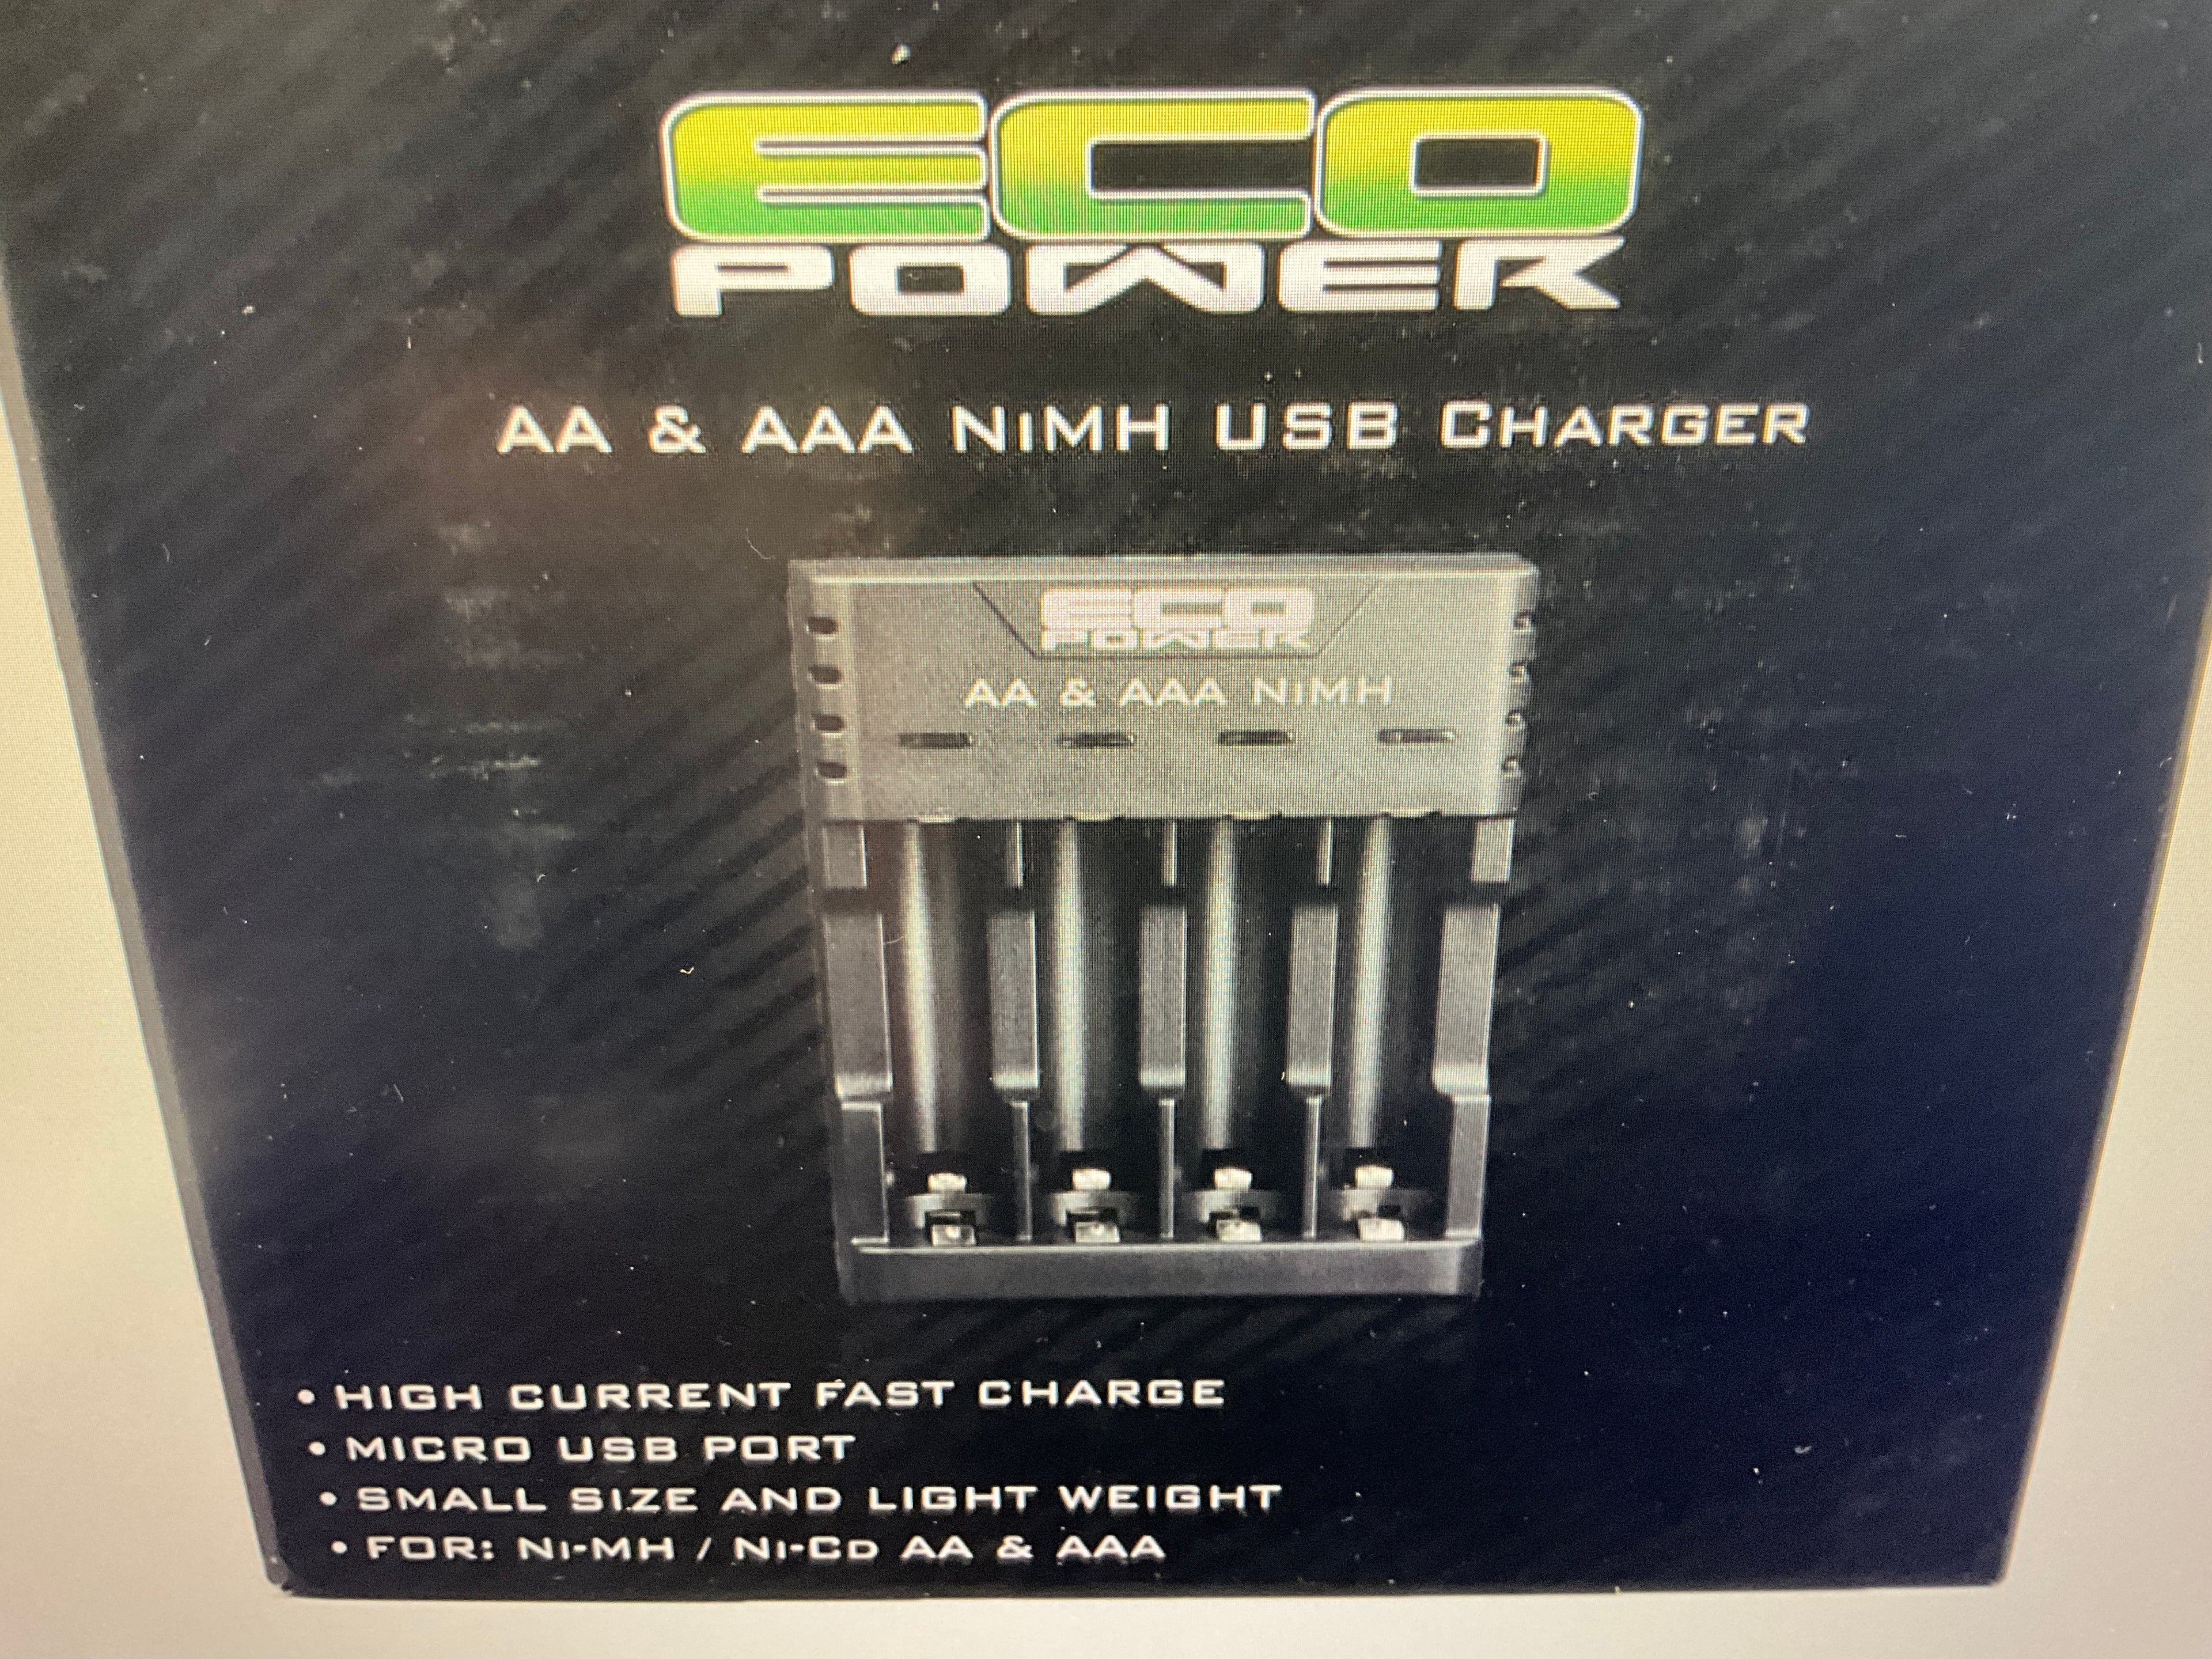 ECO
POWER
AA & AAA NiMH USB CHARGER
ECO
POWER
AA & AAA NiMH
• HIGH CURRENT FAST CHARGE
• MICRO USB PORT
• SMALL SIZE AND LIGHT WEIGHT
• FOR: Ni-MH / Ni-CD AA & AAA